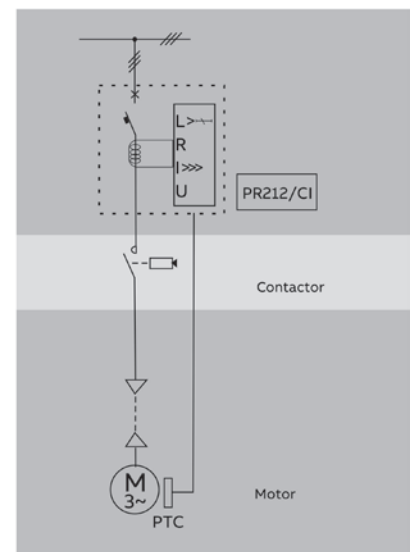 L>
R
I>>>
U
PR212/CI
Contactor
M
3~
PTC
Motor